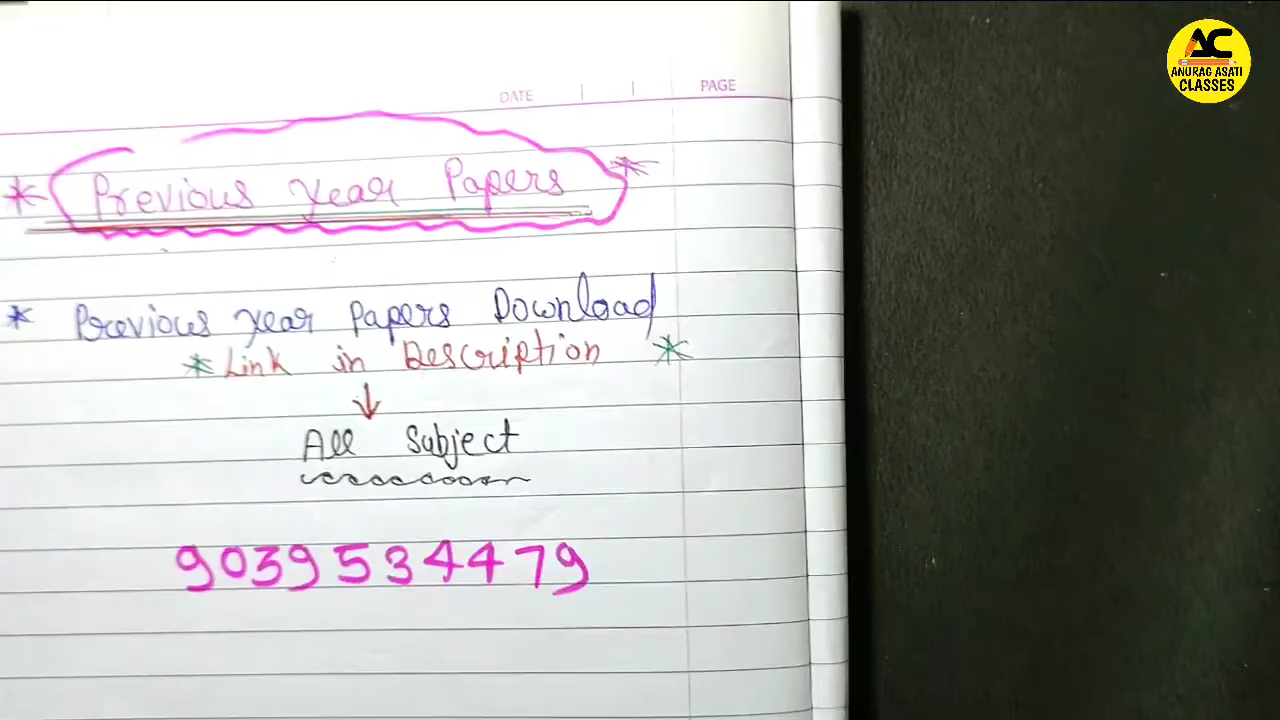 AC
ANURAG ASATI
CLASSES
DATE | | PAGE
* Previous Year Papers *
* Previous Year Papers Download
* Link in Description *
↓
All Subject
9039534479